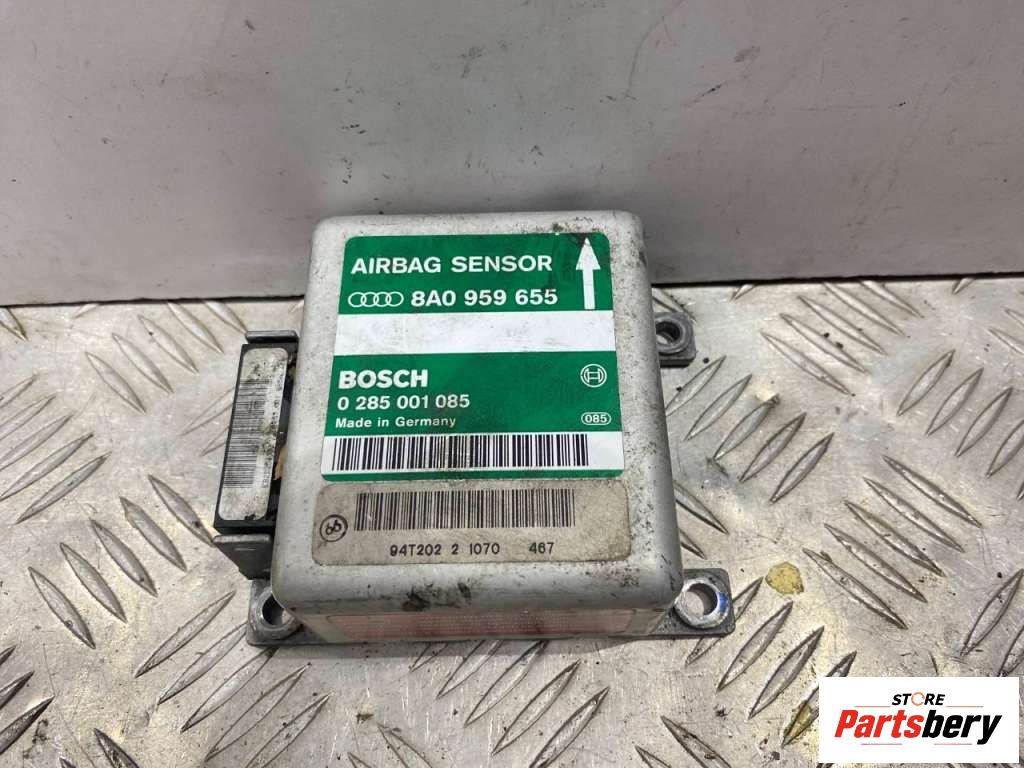 AIRBAG SENSOR
8A0 959 655
BOSCH
0 285 001 085
Made in Germany
085
94T202 2 1070 467
STORE
Partsbery